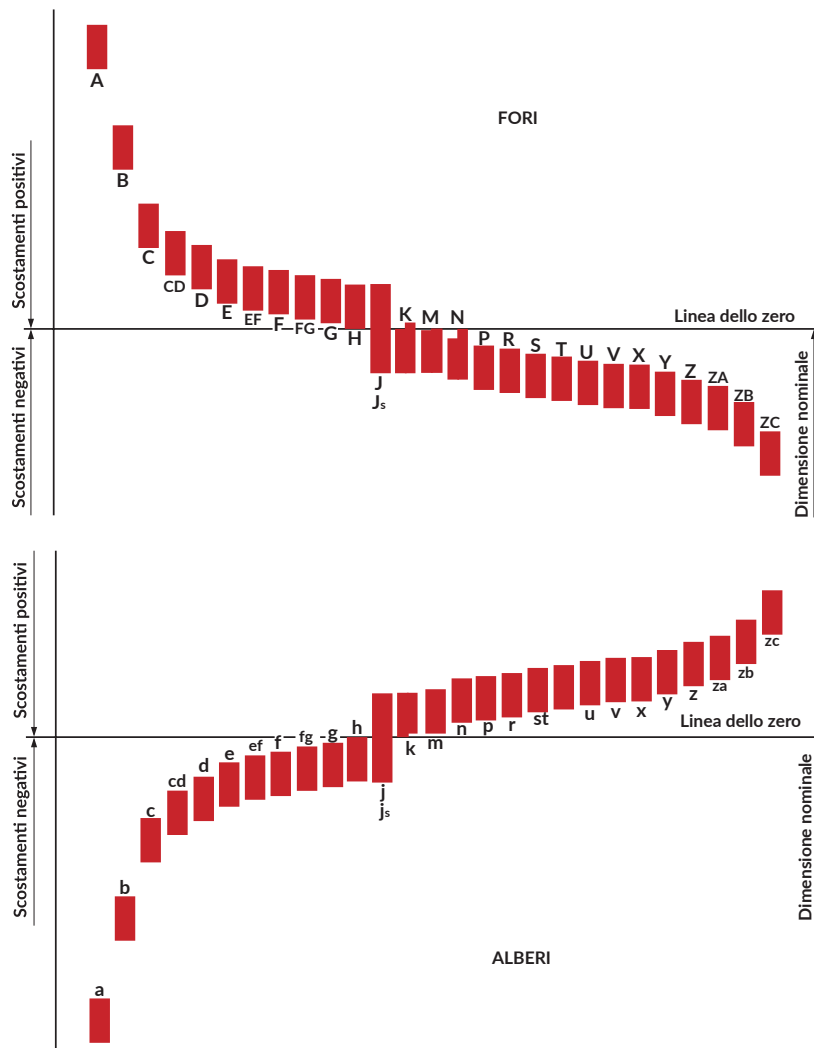 A
FORI
B
Scostamenti positivi
C
CD
D
E
EF
F
FG
G
H
K
M
N
Linea dello zero
P
R
S
T
U
V
X
Y
Z
ZA
ZB
ZC
J
Js
Scostamenti negativi
Dimensione nominale
Scostamenti positivi
zc
zb
za
z
y
x
v
u
st
r
p
n
m
k
Linea dello zero
h
g
fg
f
ef
e
d
cd
c
j
js
b
a
Scostamenti negativi
Dimensione nominale
ALBERI